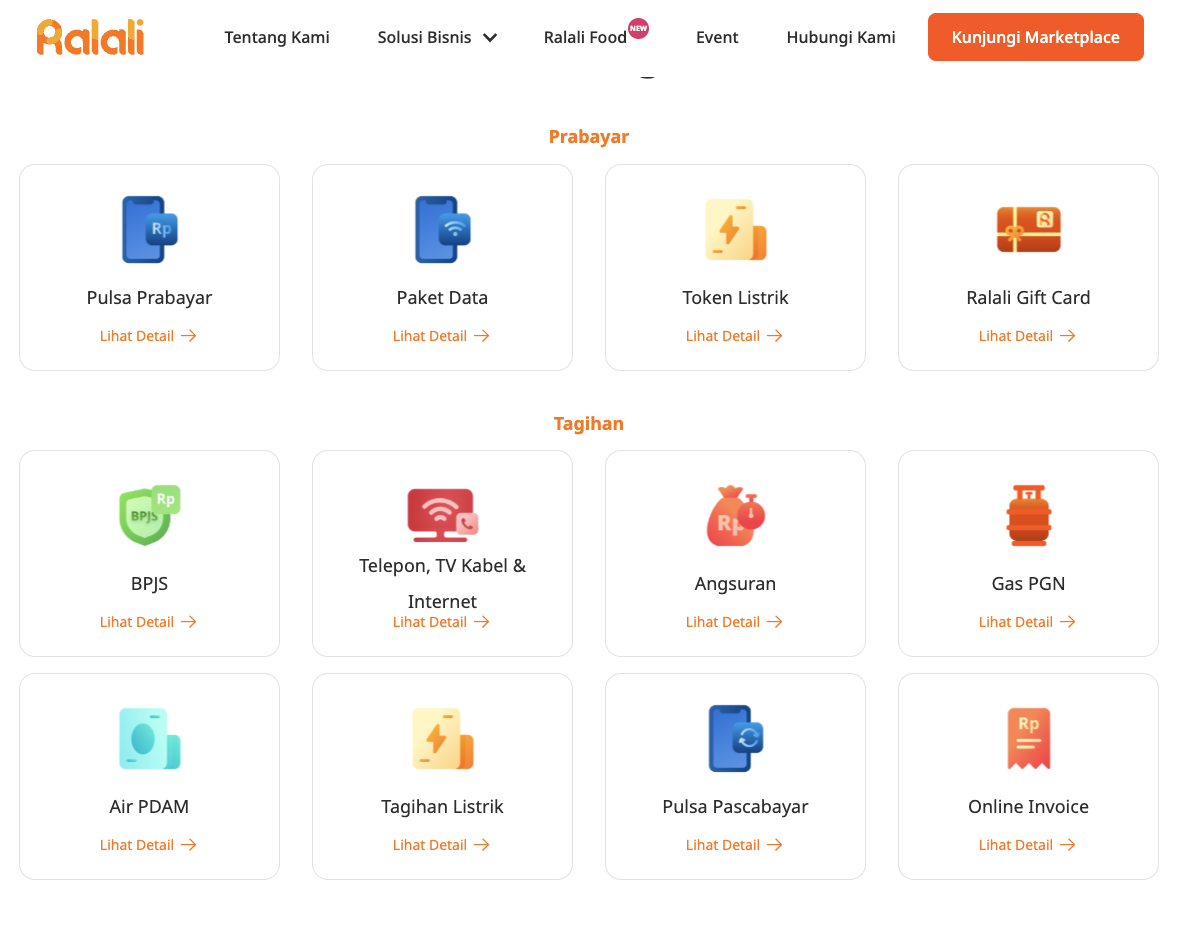 Ralali
Tentang Kami
Solusi Bisnis
Ralali Food
NEW
Event
Hubungi Kami
Kunjungi Marketplace
Prabayar
Rp
Pulsa Prabayar
Lihat Detail
Paket Data
Lihat Detail
Token Listrik
Lihat Detail
R
Ralali Gift Card
Lihat Detail
Tagihan
Rp
BPJS
BPJS
Lihat Detail
Telepon, TV Kabel &
Internet
Lihat Detail
Rp
Angsuran
Lihat Detail
Gas PGN
Lihat Detail
Air PDAM
Lihat Detail
Tagihan Listrik
Lihat Detail
Pulsa Pascabayar
Lihat Detail
Rp
Online Invoice
Lihat Detail